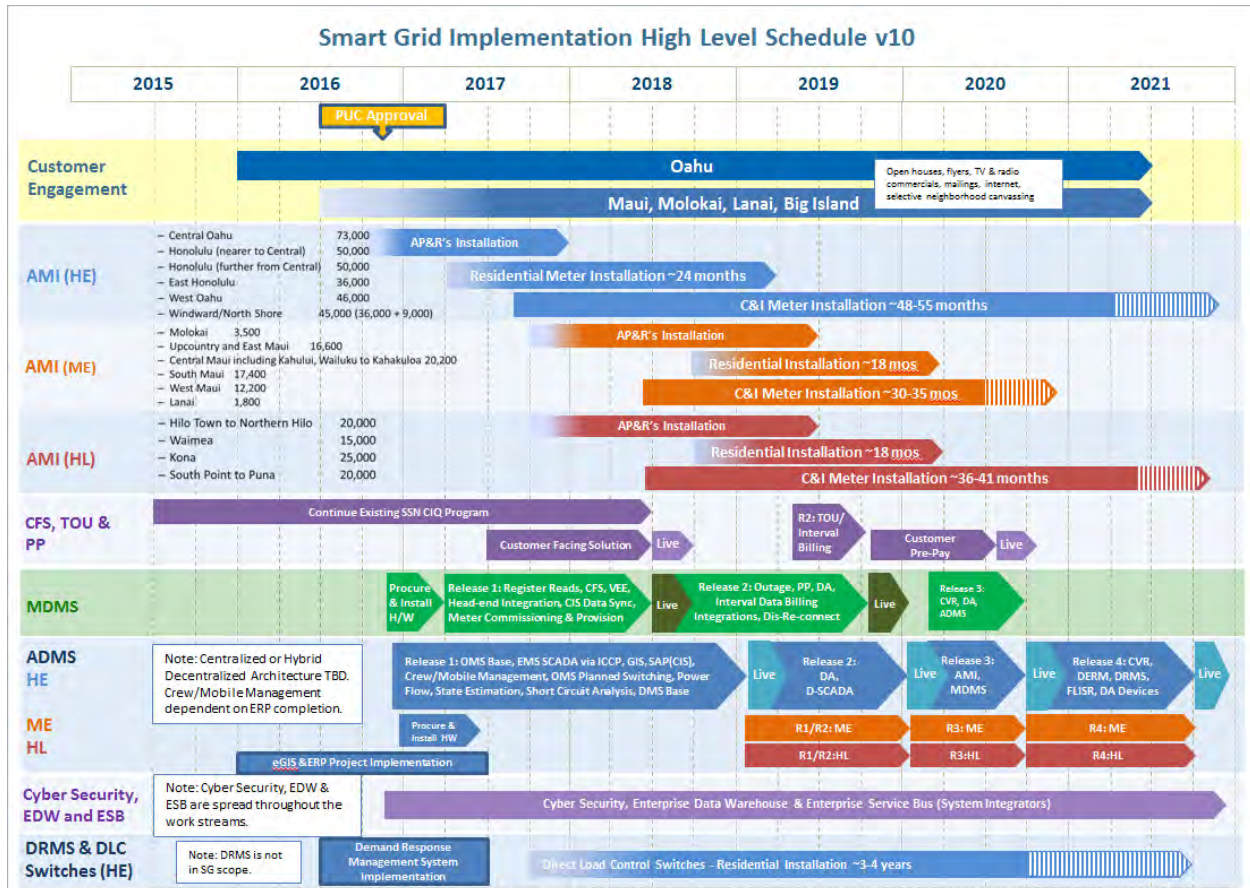 Smart Grid Implementation High Level Schedule v10
2015 2016 2017 2018 2019 2020 2021
PUC Approval
Customer
Engagement
Oahu
Open houses, flyers, TV & radio
commercials, mailings, internet,
selective neighborhood canvassing
Maui, Molokai, Lanai, Big Island
AMI (HE)
– Central Oahu 73,000
– Honolulu (nearer to Central) 50,000
– Honolulu (further from Central) 50,000
– East Honolulu 36,000
– West Oahu 46,000
– Windward/North Shore 45,000 (36,000 + 9,000)
AP&R's Installation
Residential Meter Installation ~24 months
C&I Meter Installation ~48-55 months
AMI (ME)
– Molokai 3,500
– Upcountry and East Maui 16,600
– Central Maui including Kahului, Wailuku to Kahakuloa 20,200
– South Maui 17,400
– West Maui 12,200
– Lanai 1,800
AP&R's Installation
Residential Installation ~18 mos
C&I Meter Installation ~30-35 mos
AMI (HL)
– Hilo Town to Northern Hilo 20,000
– Waimea 15,000
– Kona 25,000
– South Point to Puna 20,000
AP&R's Installation
Residential Installation ~18 mos
C&I Meter Installation ~36-41 months
CFS, TOU &
PP
Continue Existing SSN CIQ Program
Customer Facing Solution
Live
R2: TOU/
Interval
Billing
Customer
Pre-Pay
Live
MDMS
Procure
& Install
H/W
Release 1: Register Reads, CFS, VEE,
Head-end Integration, CIS Data Sync,
Meter Commissioning & Provision
Live
Release 2: Outage, PP, DA,
Interval Data Billing
Integrations, Dis-Re-connect
Live
Release 3:
CVR, DA,
ADMS
ADMS
HE
ME
HL
Note: Centralized or Hybrid
Decentralized Architecture TBD.
Crew/Mobile Management
dependent on ERP completion.
Release 1: OMS Base, EMS SCADA via ICCP, GIS, SAP(CIS),
Crew/Mobile Management, OMS Planned Switching, Power
Flow, State Estimation, Short Circuit Analysis, DMS Base
Live
Release 2:
DA,
D-SCADA
Live
Release 3:
AMI,
MDMS
Live
Release 4: CVR,
DERM, DRMS,
FLISR, DA Devices
Live
Procure &
Install HW
R1/R2: ME
R3: ME
R4: ME
eGIS &ERP Project Implementation
R1/R2:HL
R3:HL
R4:HL
Cyber Security,
EDW and ESB
Note: Cyber Security, EDW &
ESB are spread throughout the
work streams.
Cyber Security, Enterprise Data Warehouse & Enterprise Service Bus (System Integrators)
DRMS & DLC
Switches (HE)
Note: DRMS is not
in SG scope.
Demand Response
Management System
Implementation
Direct Load Control Switches - Residential Installation ~3-4 years